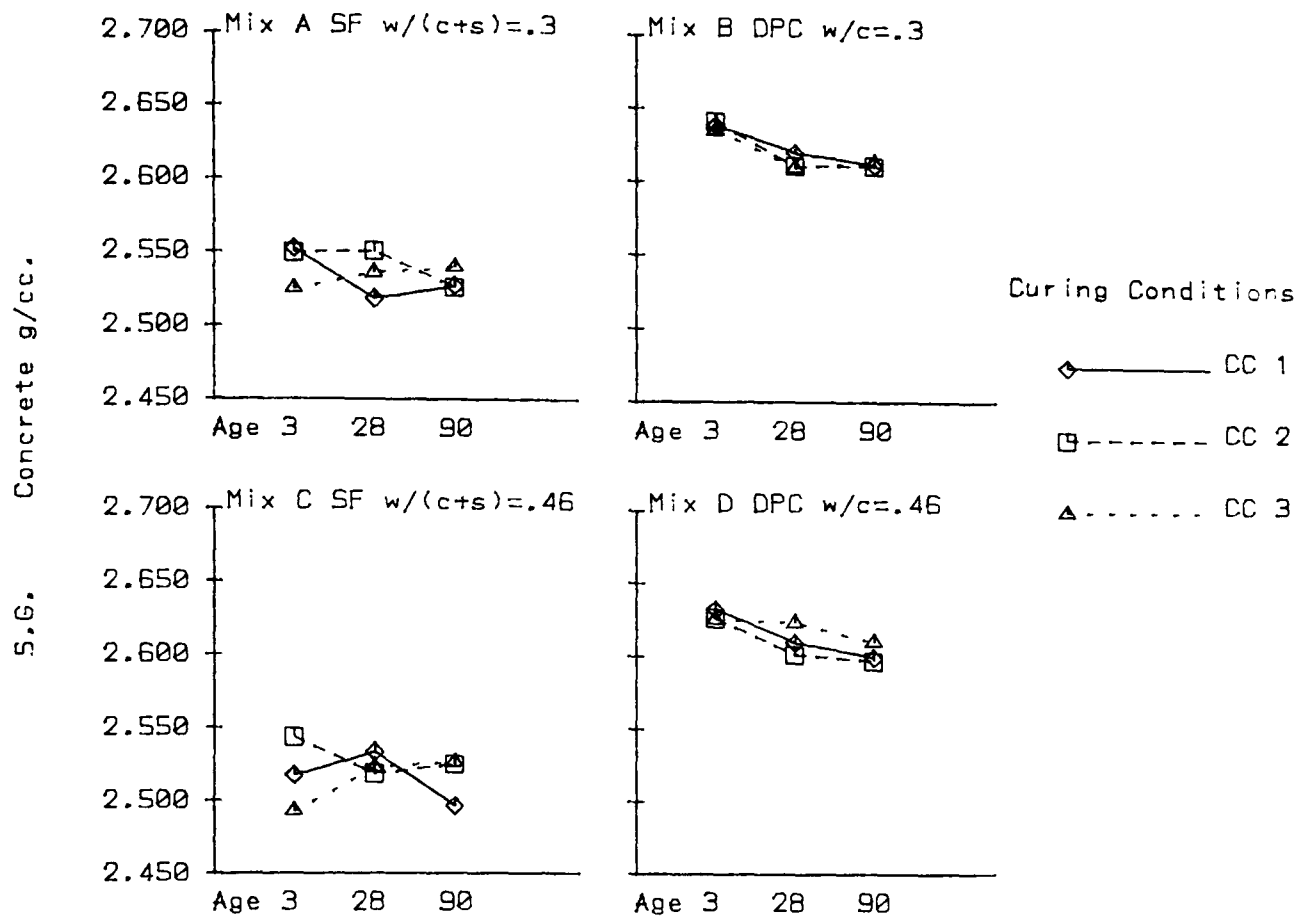 Mix A SF w/(c+s)=.3
2.700
2.650
2.600
2.550
2.500
2.450
Age 3 28 90
Mix B OPC w/c=.3
Age 3 28 90
Mix C SF w/(c+s)=.46
2.700
2.650
2.600
2.550
2.500
2.450
Age 3 28 90
Mix D OPC w/c=.46
Age 3 28 90
S.G. Concrete g/cc.
Curing Conditions
CC 1
CC 2
CC 3